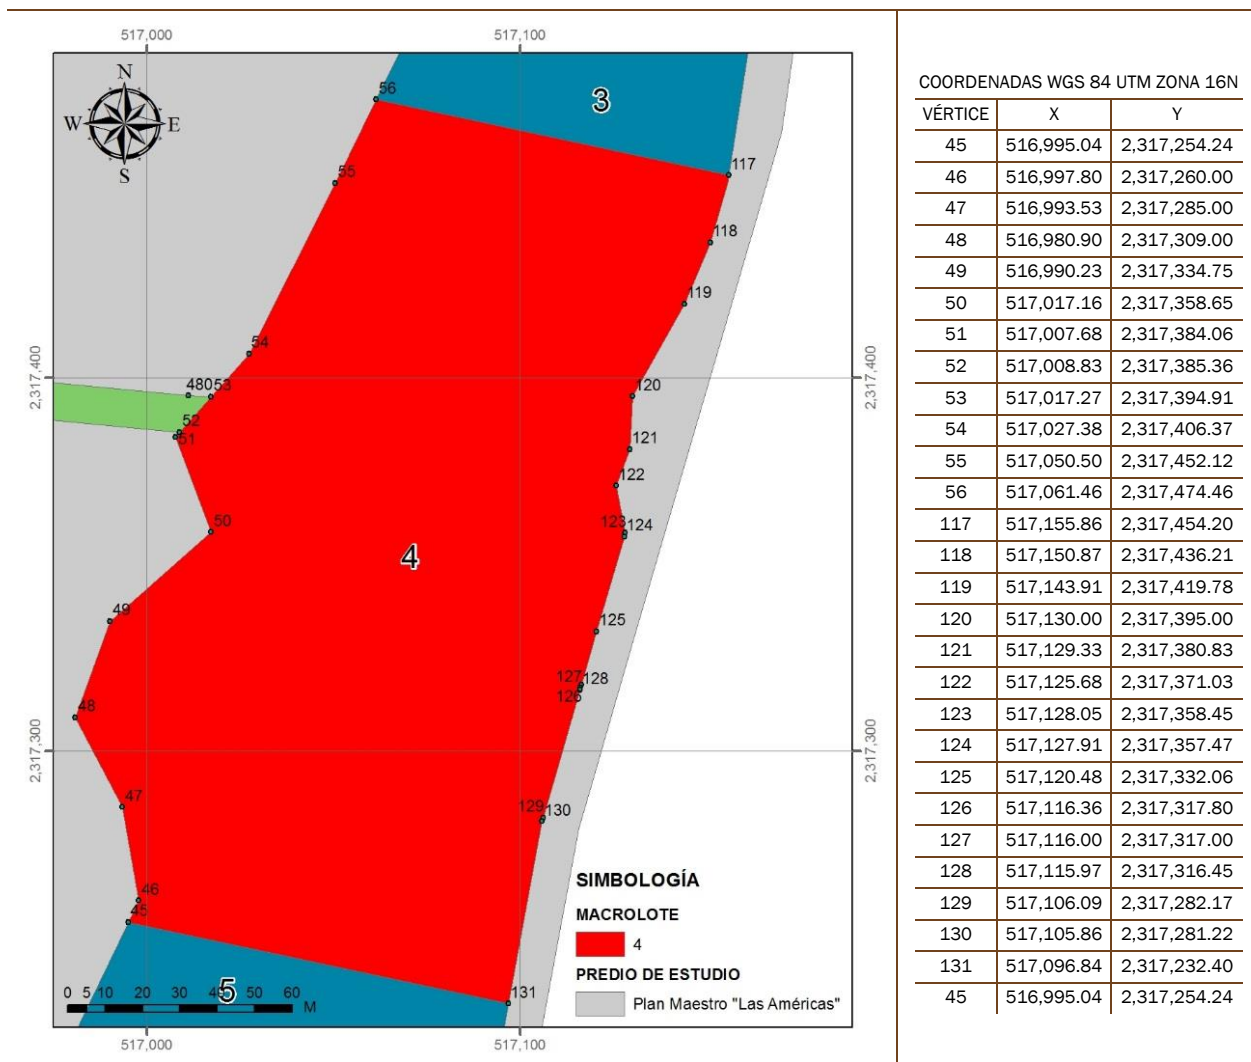 517,000 517,100
N
W E
S
56
3
117
55
118
119
54
2,317,400 2,317,400
480 53
120
52
51
121
122
50
123 124
4
49
125
127 128
126
48
2,317,300 2,317,300
47
129 130
46
45
SIMBOLOGÍA
MACROLOTE
4
PREDIO DE ESTUDIO
Plan Maestro "Las Américas"
5
0 5 10 20 30 40 50 60
M
131
517,000 517,100
COORDENADAS WGS 84 UTM ZONA 16N
VÉRTICE X Y
45 516,995.04 2,317,254.24
46 516,997.80 2,317,260.00
47 516,993.53 2,317,285.00
48 516,980.90 2,317,309.00
49 516,990.23 2,317,334.75
50 517,017.16 2,317,358.65
51 517,007.68 2,317,384.06
52 517,008.83 2,317,385.36
53 517,017.27 2,317,394.91
54 517,027.38 2,317,406.37
55 517,050.50 2,317,452.12
56 517,061.46 2,317,474.46
117 517,155.86 2,317,454.20
118 517,150.87 2,317,436.21
119 517,143.91 2,317,419.78
120 517,130.00 2,317,395.00
121 517,129.33 2,317,380.83
122 517,125.68 2,317,371.03
123 517,128.05 2,317,358.45
124 517,127.91 2,317,357.47
125 517,120.48 2,317,332.06
126 517,116.36 2,317,317.80
127 517,116.00 2,317,317.00
128 517,115.97 2,317,316.45
129 517,106.09 2,317,282.17
130 517,105.86 2,317,281.22
131 517,096.84 2,317,232.40
45 516,995.04 2,317,254.24